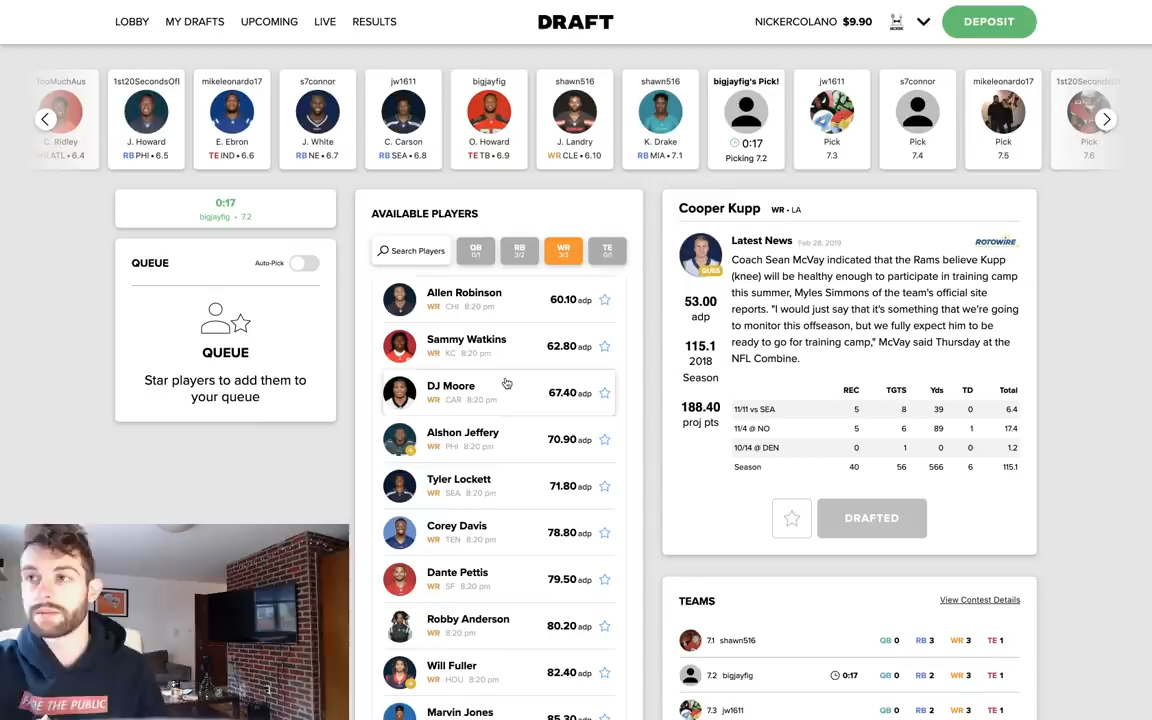 LOBBY MY DRAFTS UPCOMING LIVE RESULTS DRAFT NICKERCOLANO $9.90 DEPOSIT
1st20SecondsOfI mikeleonardo17 s7connor jw1611 bigjayfig shawn516 shawn516 bigjayfig's Pick! jw1611 s7connor mikeleonardo17
C. Ridley J. Howard E. Ebron J. White C. Carson O. Howard J. Landry K. Drake 0:17 Pick Pick Pick Pick
ATL • 6.4 RB PHI • 6.5 TE IND • 6.6 RB NE • 6.7 RB SEA • 6.8 TE TB • 6.9 WR CLE • 6.10 RB MIA • 7.1 Picking 7.2 7.3 7.4 7.5 7.6
0:17
bigjayfig • 7.2
QUEUE Auto-Pick
QUEUE
Star players to add them to
your queue
AVAILABLE PLAYERS
Search Players QB 0/1 RB 3/2 WR 3/3 TE 0/1
Allen Robinson 60.10 adp
WR CHI 8:20 pm
Sammy Watkins 62.80 adp
WR KC 8:20 pm
DJ Moore 67.40 adp
WR CAR 8:20 pm
Alshon Jeffery 70.90 adp
WR PHI 8:20 pm
Tyler Lockett 71.80 adp
WR SEA 8:20 pm
Corey Davis 78.80 adp
WR TEN 8:20 pm
Dante Pettis 79.50 adp
WR SF 8:20 pm
Robby Anderson 80.20 adp
WR 8:20 pm
Will Fuller 82.40 adp
WR HOU 8:20 pm
Marvin Jones 85.30 adp
Cooper Kupp WR • LA
Latest News Feb 28, 2019 ROTOWIRE
QUES
53.00
adp
115.1
2018
Season
188.40
proj pts
Coach Sean McVay indicated that the Rams believe Kupp
(knee) will be healthy enough to participate in training camp
this summer, Myles Simmons of the team's official site
reports. "I would just say that it's something that we're going
to monitor this offseason, but we fully expect him to be
ready to go for training camp," McVay said Thursday at the
NFL Combine.
REC TGTS Yds TD Total
11/11 vs SEA 5 8 39 0 6.4
11/4 @ NO 5 6 89 1 17.4
10/14 @ DEN 0 1 0 0 1.2
Season 40 56 566 6 115.1
DRAFTED
TEAMS View Contest Details
7.1 shawn516 QB 0 RB 3 WR 3 TE 1
7.2 bigjayfig 0:17 QB 0 RB 2 WR 3 TE 1
7.3 jw1611 QB 0 RB 2 WR 3 TE 1
THE PUBLIC